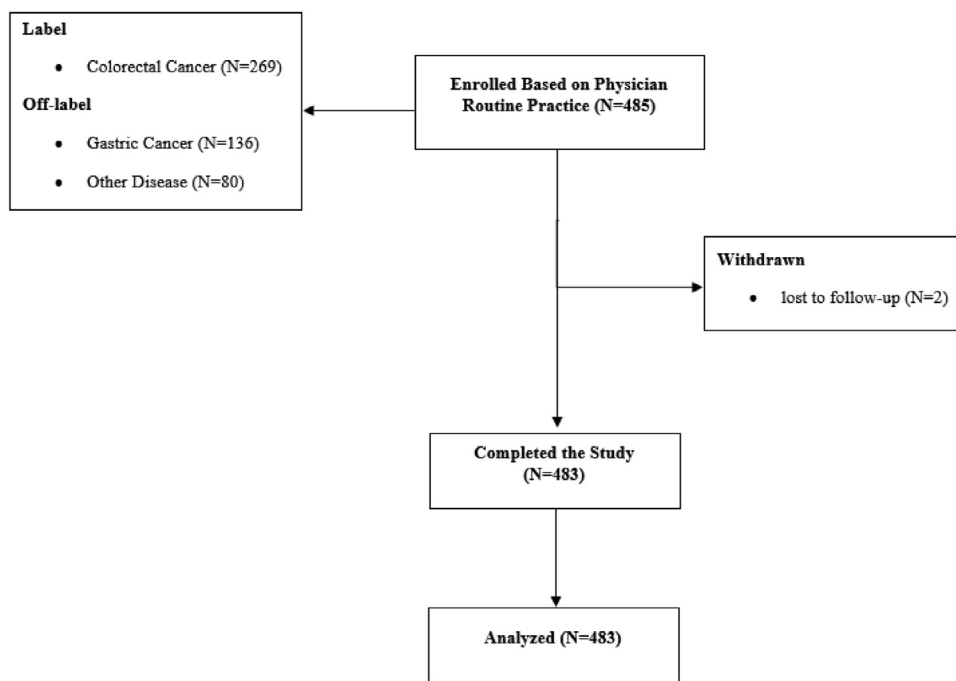 Label
• Colorectal Cancer (N=269)
Off-label
• Gastric Cancer (N=136)
• Other Disease (N=80)
Enrolled Based on Physician
Routine Practice (N=485)
Withdrawn
• lost to follow-up (N=2)
Completed the Study
(N=483)
Analyzed (N=483)